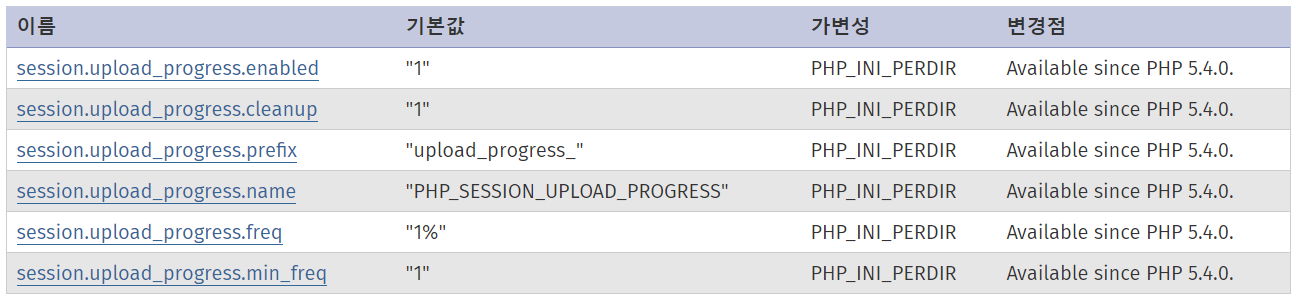 이름 기본값 가변성 변경점
session.upload_progress.enabled "1" PHP_INI_PERDIR Available since PHP 5.4.0.
session.upload_progress.cleanup "1" PHP_INI_PERDIR Available since PHP 5.4.0.
session.upload_progress.prefix "upload_progress_" PHP_INI_PERDIR Available since PHP 5.4.0.
session.upload_progress.name "PHP_SESSION_UPLOAD_PROGRESS" PHP_INI_PERDIR Available since PHP 5.4.0.
session.upload_progress.freq "1%" PHP_INI_PERDIR Available since PHP 5.4.0.
session.upload_progress.min_freq "1" PHP_INI_PERDIR Available since PHP 5.4.0.